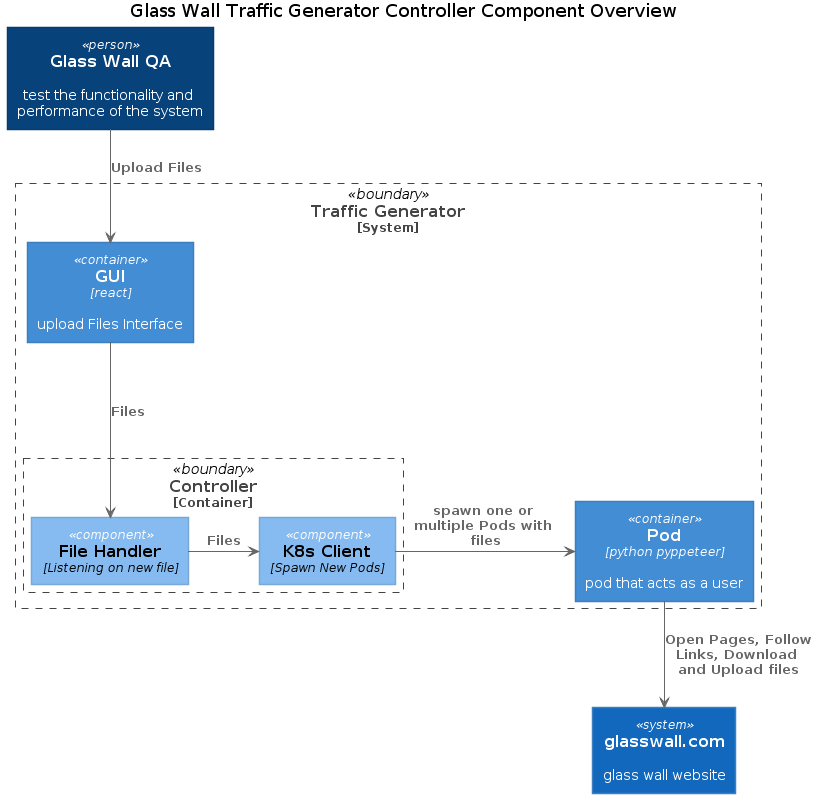 Glass Wall Traffic Generator Controller Component Overview
«person»
Glass Wall QA
test the functionality and
performance of the system
Upload Files
«boundary»
Traffic Generator
[System]
«container»
GUI
[react]
upload Files Interface
Files
«boundary»
Controller
[Container]
«component»
File Handler
[Listening on new file]
Files
«component»
K8s Client
[Spawn New Pods]
spawn one or
multiple Pods with
files
«container»
Pod
[python pyppeteer]
pod that acts as a user
Open Pages, Follow
Links, Download
and Upload files
«system»
glasswall.com
glass wall website